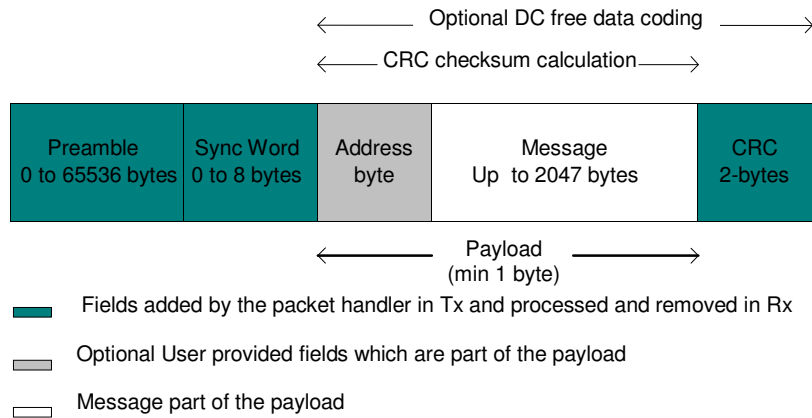 Optional DC free data coding
CRC checksum calculation
Preamble
0 to 65536 bytes
Sync Word
0 to 8 bytes
Address
byte
Message
Up to 2047 bytes
CRC
2-bytes
Payload
(min 1 byte)
Fields added by the packet handler in Tx and processed and removed in Rx
Optional User provided fields which are part of the payload
Message part of the payload